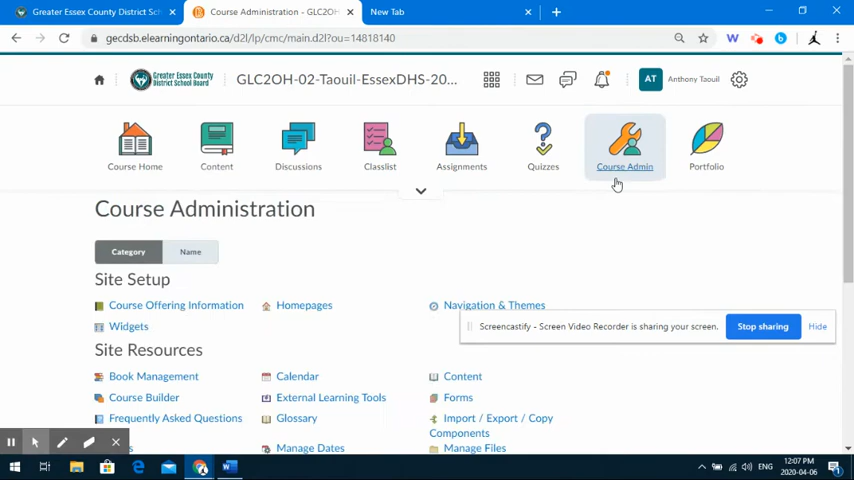 Greater Essex County District Sch
Course Administration - GLC2OH
New Tab
gecdsb.elearningontario.ca/d2l/lp/cmc/main.d2l?ou=14818140
W
Greater Essex County
District School Board
GLC2OH-02-Taouil-EssexDHS-20...
AT
Anthony Taouil
Course Home
Content
Discussions
Classlist
Assignments
Quizzes
Course Admin
Portfolio
Course Administration
Category
Name
Site Setup
Course Offering Information
Homepages
Navigation & Themes
Widgets
Screencastify - Screen Video Recorder is sharing your screen.
Stop sharing
Hide
Site Resources
Book Management
Calendar
Content
Course Builder
External Learning Tools
Forms
Frequently Asked Questions
Glossary
Import / Export / Copy
Components
Manage Dates
Manage Files
ENG
12:07 PM
2020-04-06